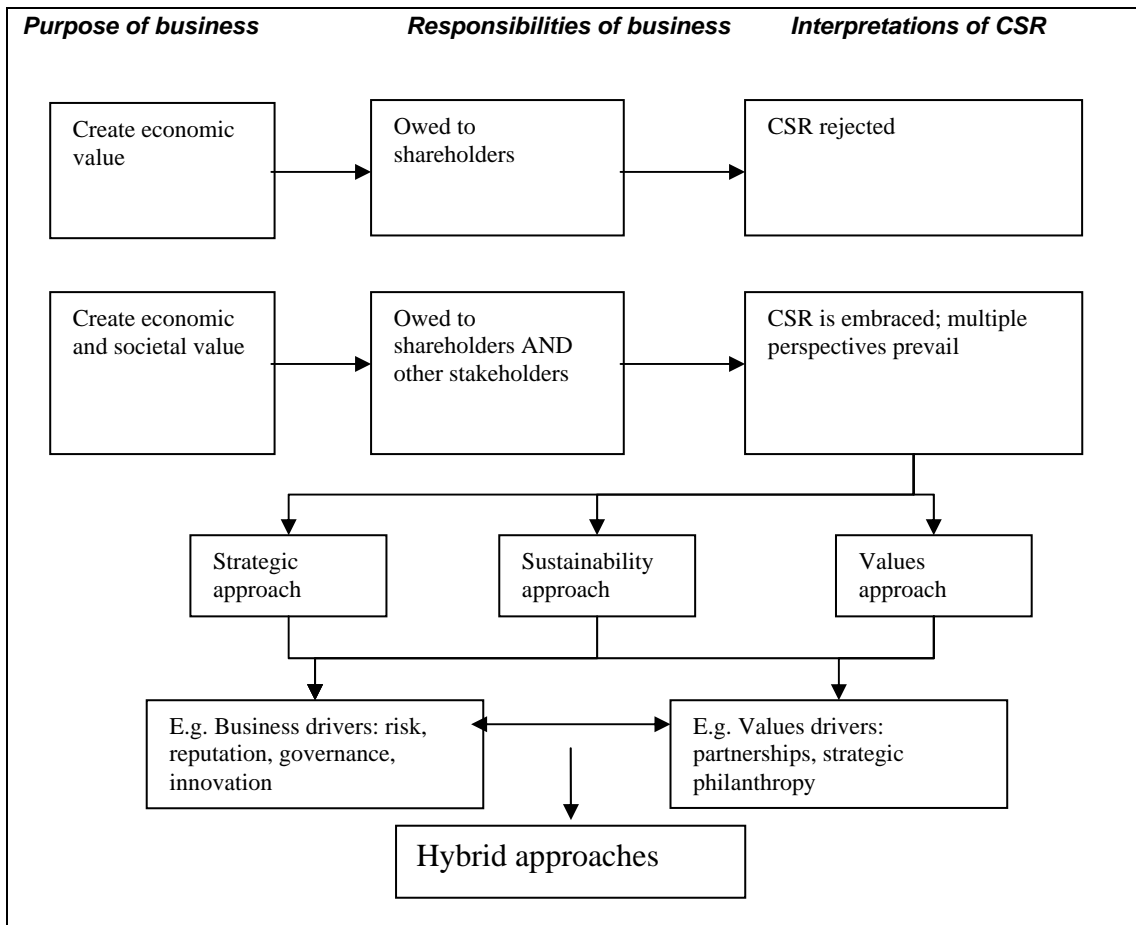 Purpose of business
Responsibilities of business
Interpretations of CSR
Create economic
value
Owed to
shareholders
CSR rejected
Create economic
and societal value
Owed to
shareholders AND
other stakeholders
CSR is embraced; multiple
perspectives prevail
Strategic
approach
Sustainability
approach
Values
approach
E.g. Business drivers: risk,
reputation, governance,
innovation
E.g. Values drivers:
partnerships, strategic
philanthropy
Hybrid approaches